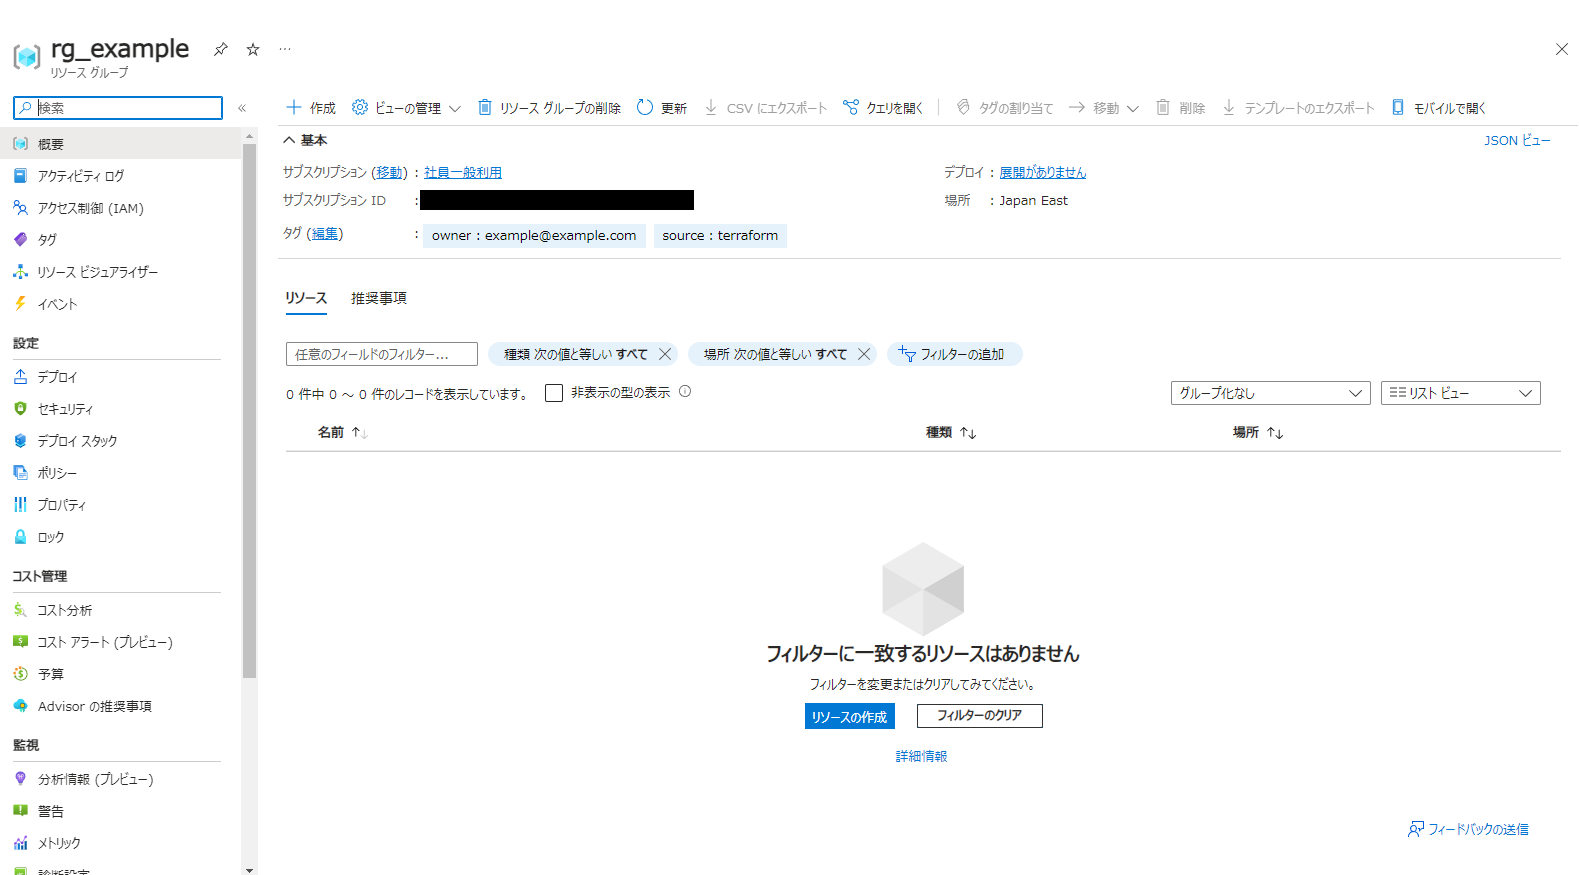 rg_example
リソース グループ
検索
«
作成
ビューの管理
リソース グループの削除
更新
CSV にエクスポート
クエリを開く
タグの割り当て
移動
削除
テンプレートのエクスポート
モバイルで開く
概要
アクティビティ ログ
アクセス制御 (IAM)
タグ
リソース ビジュアライザー
イベント
設定
デプロイ
セキュリティ
デプロイ スタック
ポリシー
プロパティ
ロック
コスト管理
コスト分析
コスト アラート (プレビュー)
予算
Advisor の推奨事項
監視
分析情報 (プレビュー)
警告
メトリック
診断設定
基本
JSON ビュー
サブスクリプション (移動) : 社員一般利用
デプロイ : 展開がありません
サブスクリプション ID :
場所 : Japan East
タグ (編集) : owner : example@example.com source : terraform
リソース 推奨事項
任意のフィールドのフィルター...
種類 次の値と等しい すべて
場所 次の値と等しい すべて
フィルターの追加
0 件中 0 ～ 0 件のレコードを表示しています。
非表示の型の表示
グループ化なし
リスト ビュー
名前 ↑↓
種類 ↑↓
場所 ↑↓
フィルターに一致するリソースはありません
フィルターを変更またはクリアしてみてください。
リソースの作成
フィルターのクリア
詳細情報
フィードバックの送信